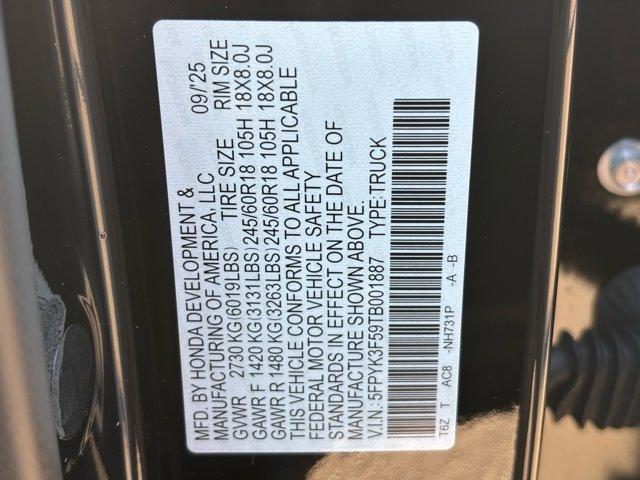 MFD. BY HONDA DEVELOPMENT & 09/'25
MANUFACTURING OF AMERICA, LLC
GVWR 2730 KG(6019LBS) TIRE SIZE RIM SIZE
GAWR F 1420 KG(3131LBS) 245/60R18 105H 18X8.0J
GAWR R 1480 KG(3263LBS) 245/60R18 105H 18X8.0J
THIS VEHICLE CONFORMS TO ALL APPLICABLE
FEDERAL MOTOR VEHICLE SAFETY
STANDARDS IN EFFECT ON THE DATE OF
MANUFACTURE SHOWN ABOVE.
V.I.N.:5FPYK3F59TB001887 TYPE:TRUCK
T6Z T AC8 -NH731P -A -B